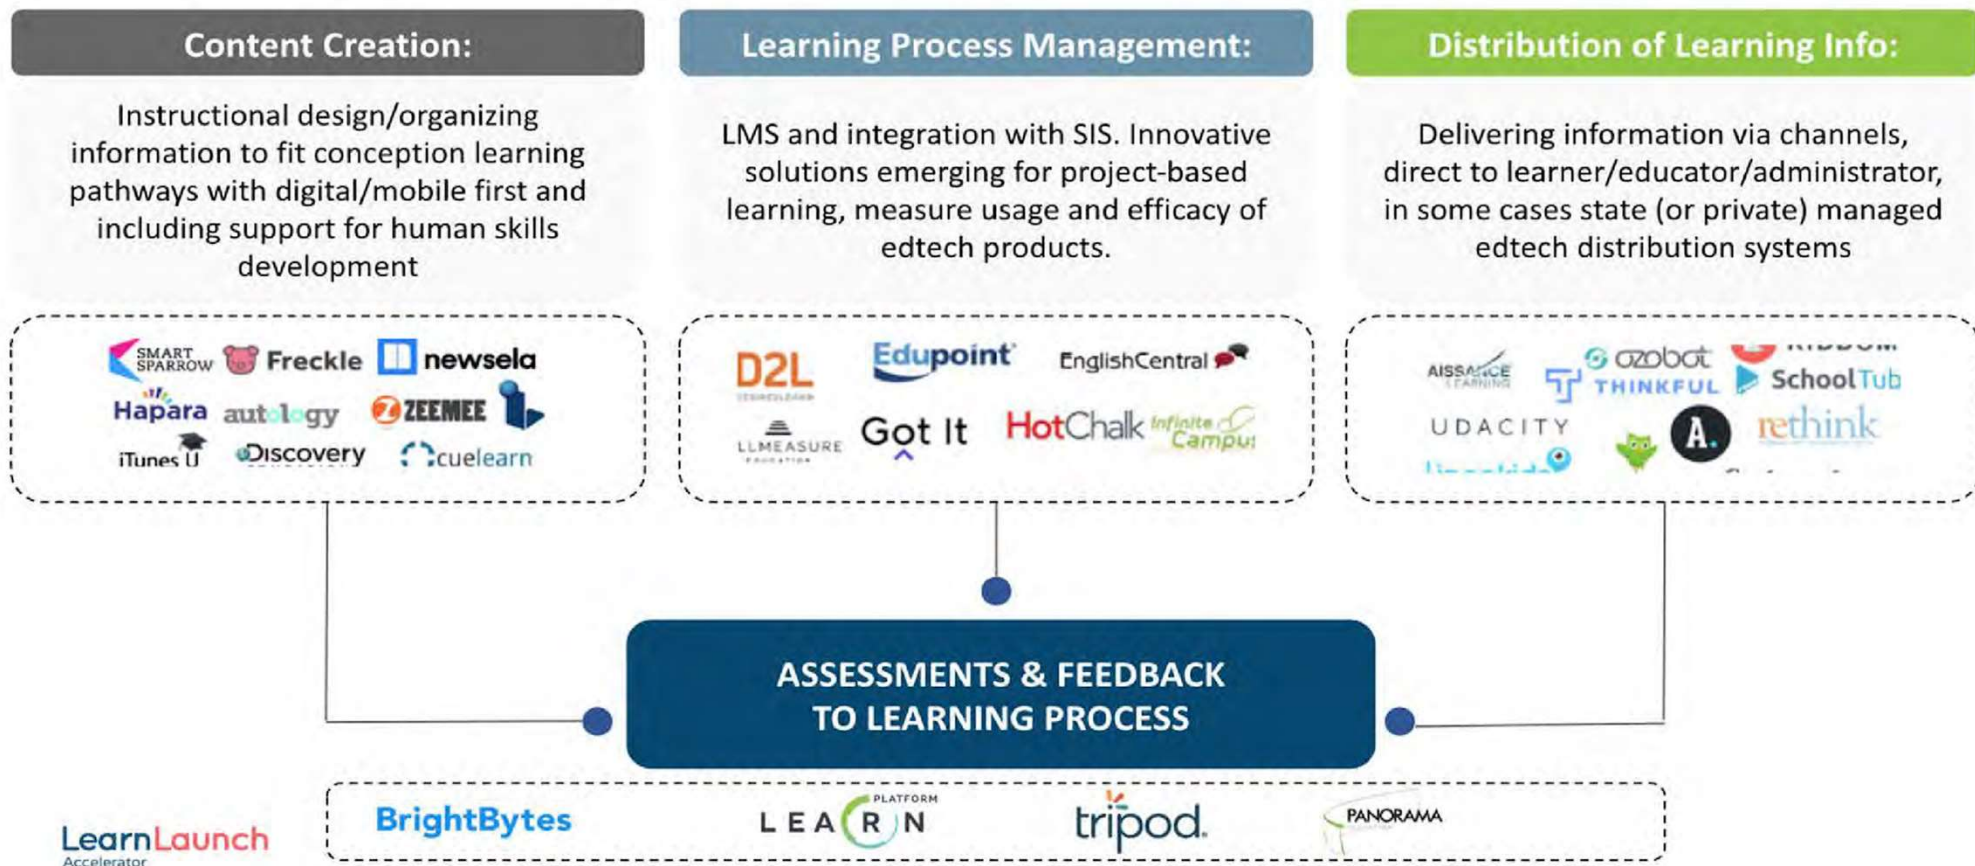 Content Creation:
Instructional design/organizing
information to fit conception learning
pathways with digital/mobile first and
including support for human skills
development
SMART
SPARROW
Freckle
newsela
Hapara
autology
ZEEMEE
iTunes U
Discovery
cuelearn
Learning Process Management:
LMS and integration with SIS. Innovative
solutions emerging for project-based
learning, measure usage and efficacy of
edtech products.
D2L
Edupoint
EnglishCentral
LLMEASURE
EDUCATION
Got It
HotChalk
Infinite
Campus
Distribution of Learning Info:
Delivering information via channels,
direct to learner/educator/administrator,
in some cases state (or private) managed
edtech distribution systems
AISSANCE
LEARNING
ozobot
THINKFUL
SchoolTub
UDACITY
A.
rethink
ASSESSMENTS & FEEDBACK
TO LEARNING PROCESS
BrightBytes
LEARN
PLATFORM
tripod.
PANORAMA
LearnLaunch
Accelerator